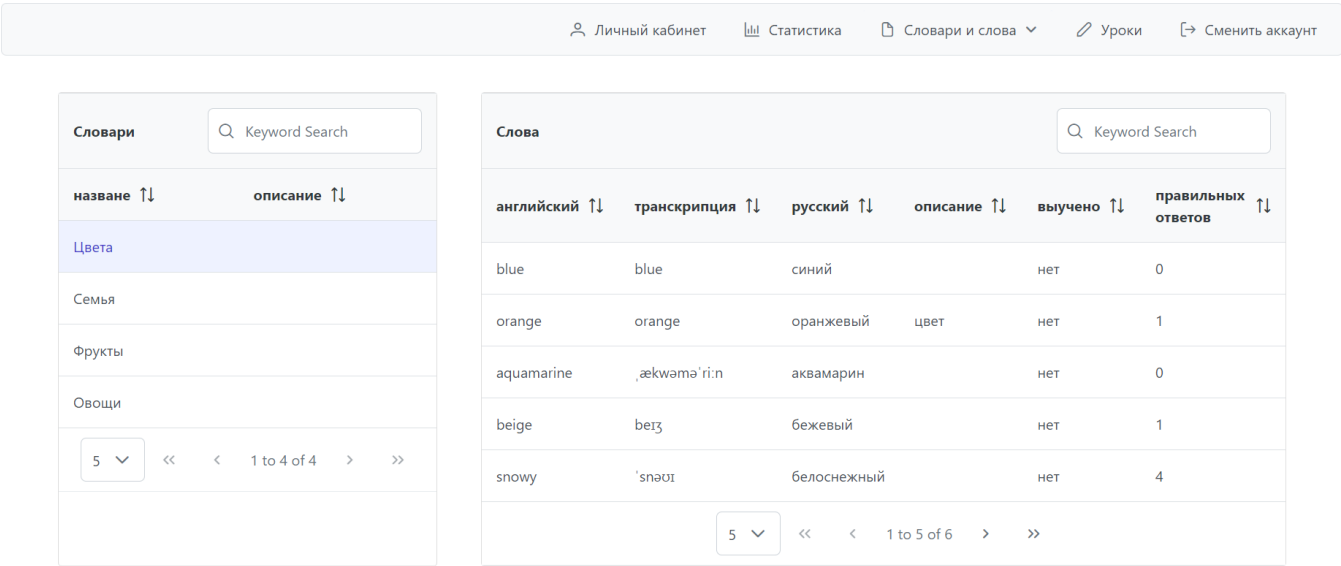 Личный кабинет Статистика Словари и слова Уроки Сменить аккаунт
Словари Keyword Search
назване описание
Цвета
Семья
Фрукты
Овощи
5 1 to 4 of 4
Слова Keyword Search
английский транскрипция русский описание выучено правильных ответов
blue blue синий нет 0
orange orange оранжевый цвет нет 1
aquamarine ˌækwəməˈriːn аквамарин нет 0
beige beɪʒ бежевый нет 1
snowy ˈsnəʊɪ белоснежный нет 4
5 1 to 5 of 6